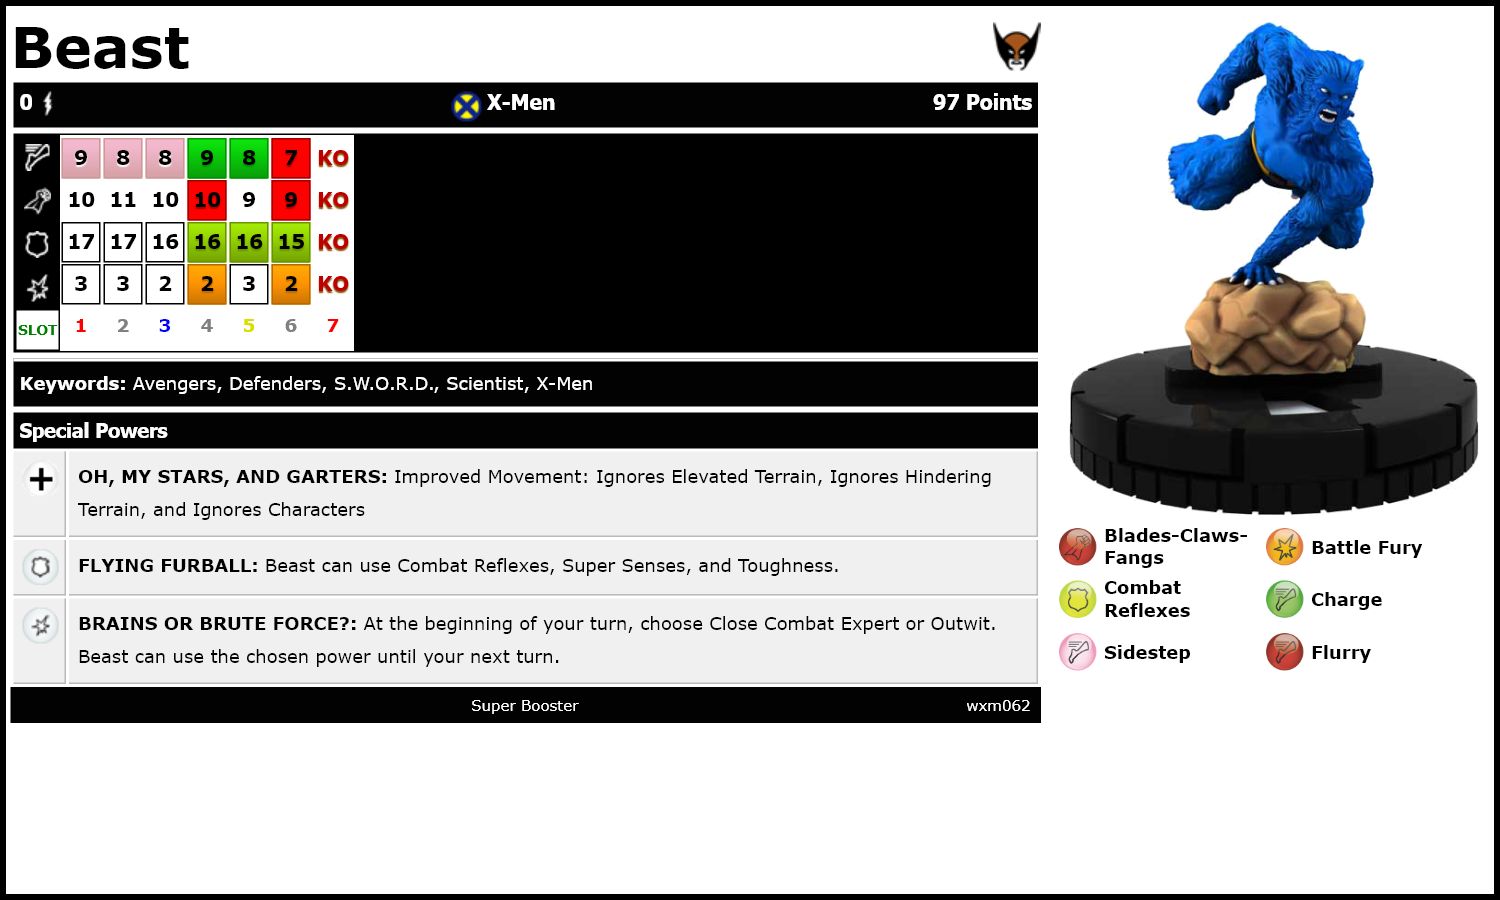 Beast
0 X-Men 97 Points
9 8 8 9 8 7 KO
10 11 10 10 9 9 KO
17 17 16 16 16 15 KO
3 3 2 2 3 2 KO
SLOT 1 2 3 4 5 6 7
Keywords: Avengers, Defenders, S.W.O.R.D., Scientist, X-Men
Special Powers
OH, MY STARS, AND GARTERS: Improved Movement: Ignores Elevated Terrain, Ignores Hindering
Terrain, and Ignores Characters
FLYING FURBALL: Beast can use Combat Reflexes, Super Senses, and Toughness.
BRAINS OR BRUTE FORCE?: At the beginning of your turn, choose Close Combat Expert or Outwit.
Beast can use the chosen power until your next turn.
Super Booster wxm062
Blades-Claws-
Fangs
Battle Fury
Combat
Reflexes
Charge
Sidestep
Flurry